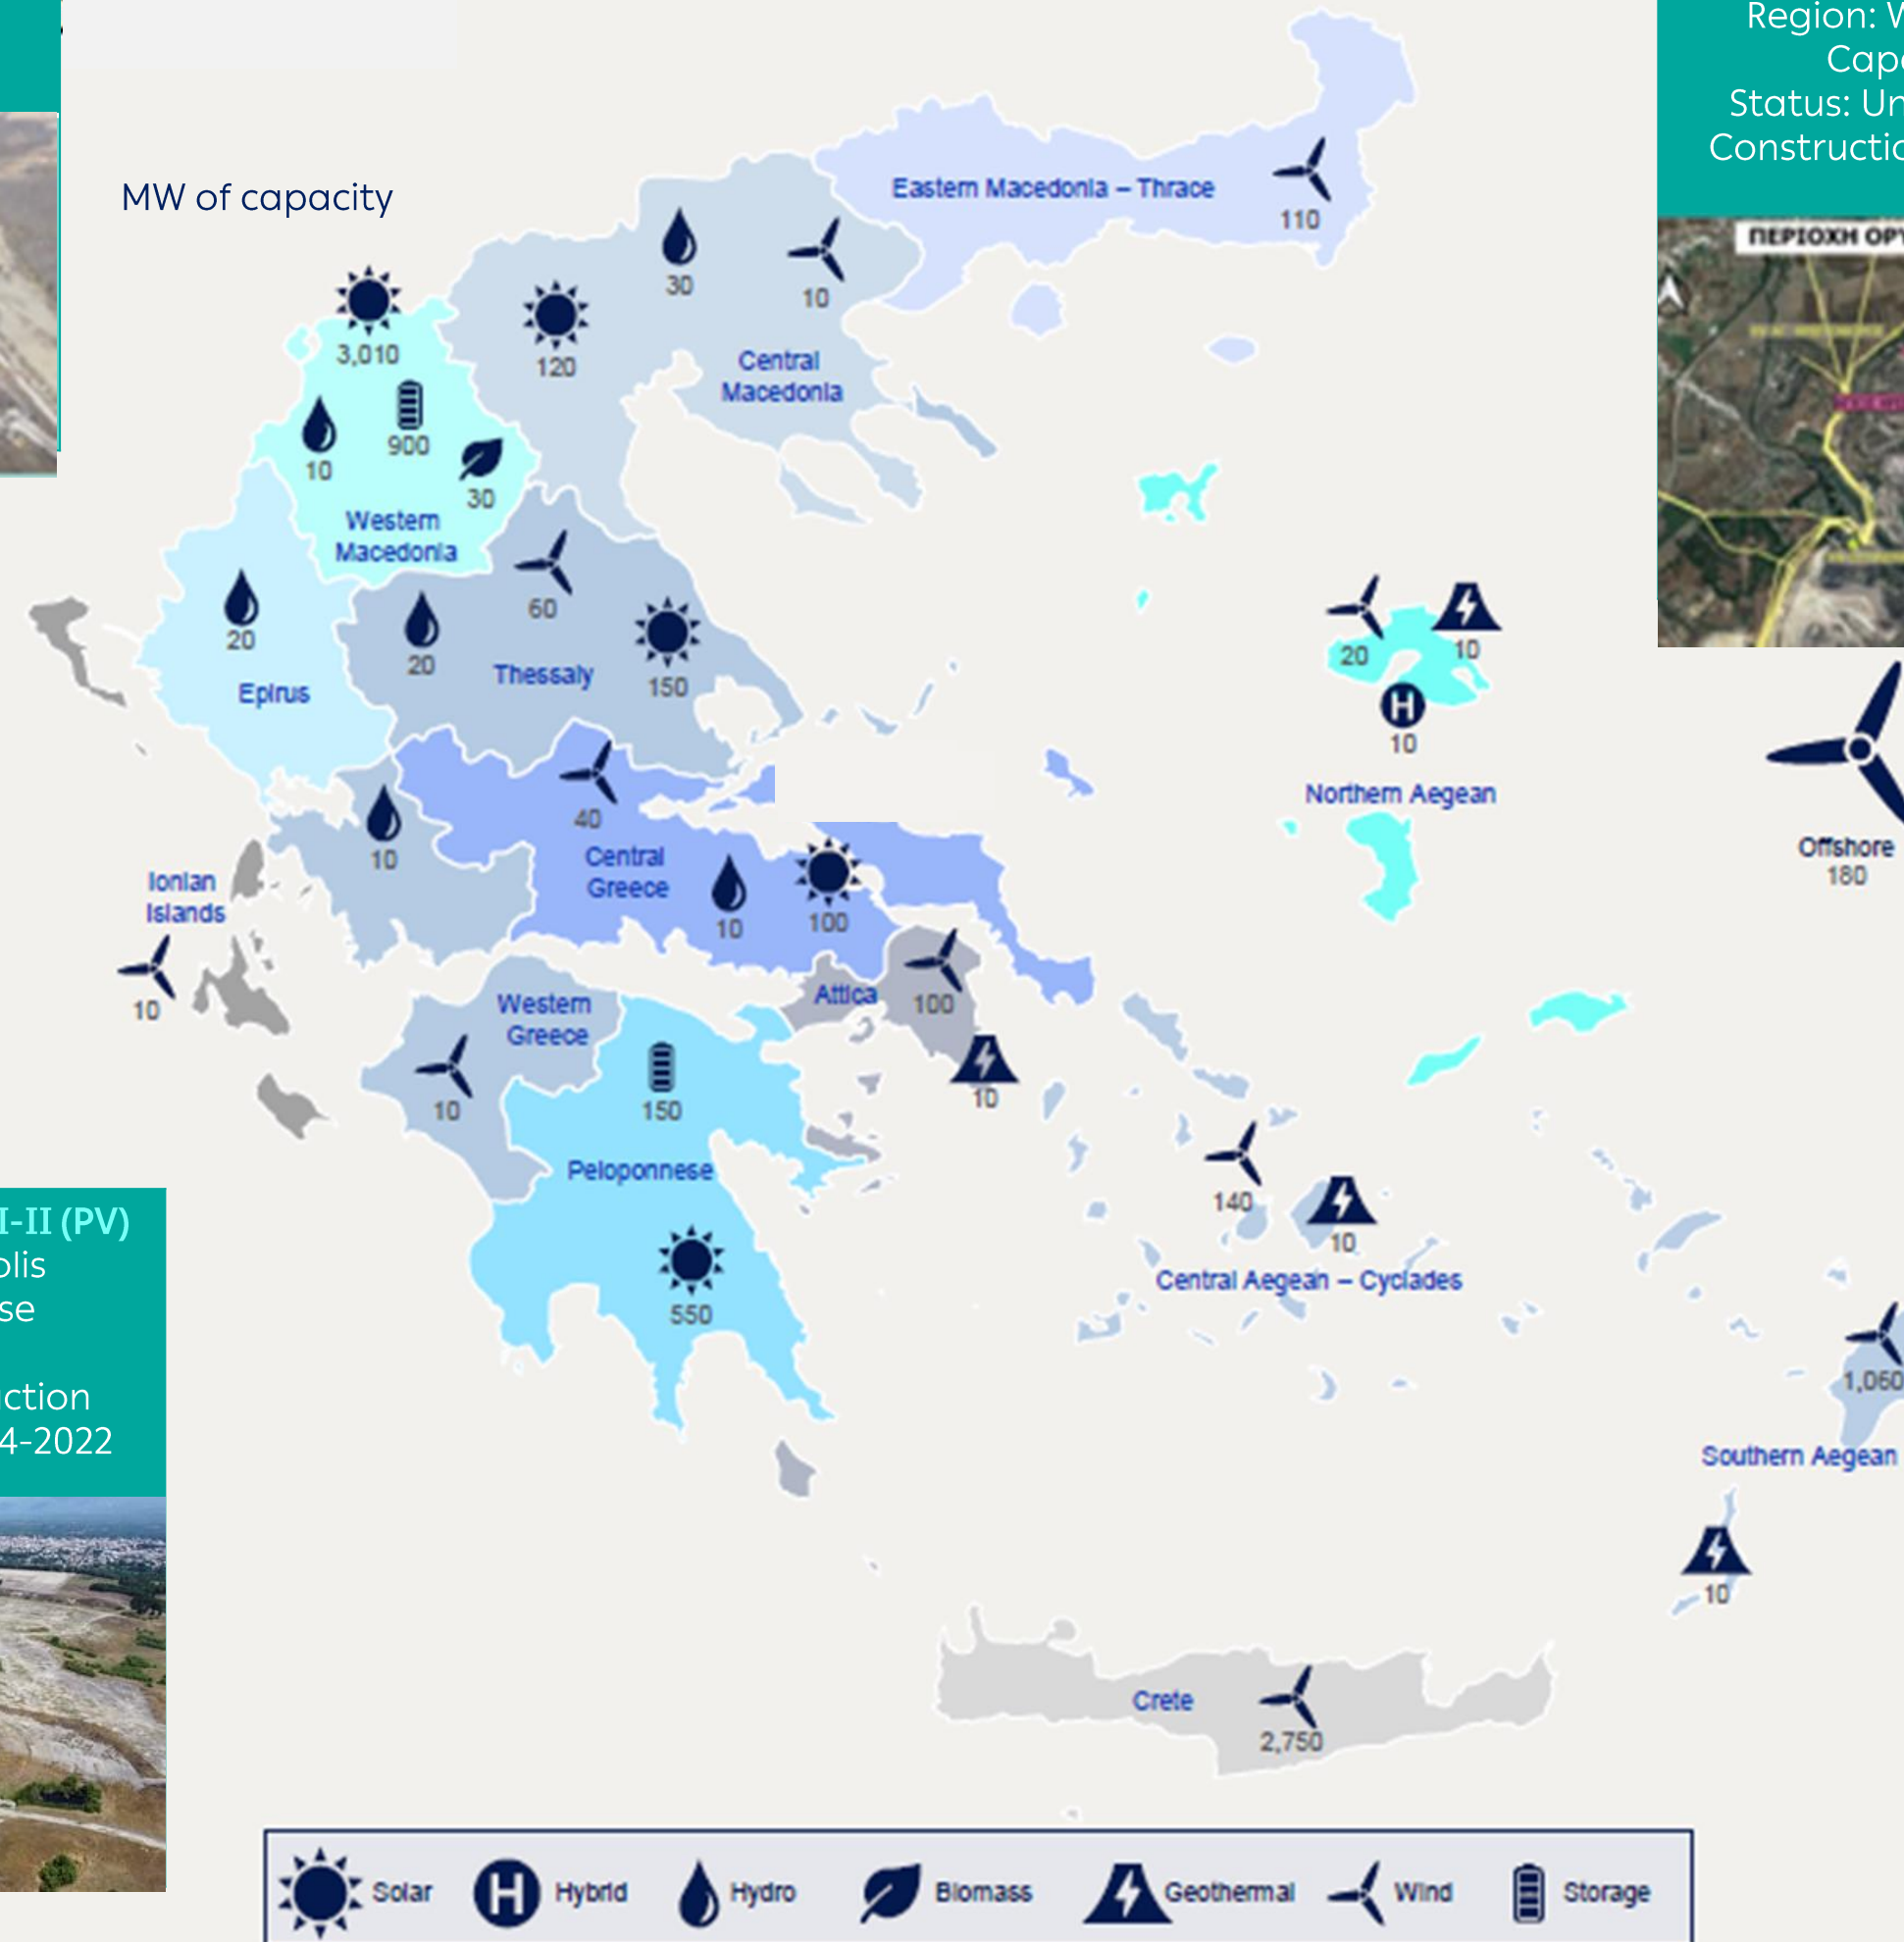 Region: W
Capa
Status: Un
Constructio
MW of capacity
ΠΕΡΙΟΧΗ ΟΡΥ
Eastern Macedonia – Thrace
110
30
10
3,010
120
Central
Macedonia
10
900
30
Western
Macedonia
20
Epirus
20
60
Thessaly
150
20
10
10
Northern Aegean
Offshore
180
40
10
Central
Greece
10
100
Ionian
Islands
10
Western
Greece
10
Attica
100
10
150
Peloponnese
550
140
10
Central Aegean – Cyclades
1,060
Southern Aegean
10
I-II (PV)
olis
se
ction
4-2022
Crete
2,750
Solar
Hybrid
Hydro
Biomass
Geothermal
Wind
Storage